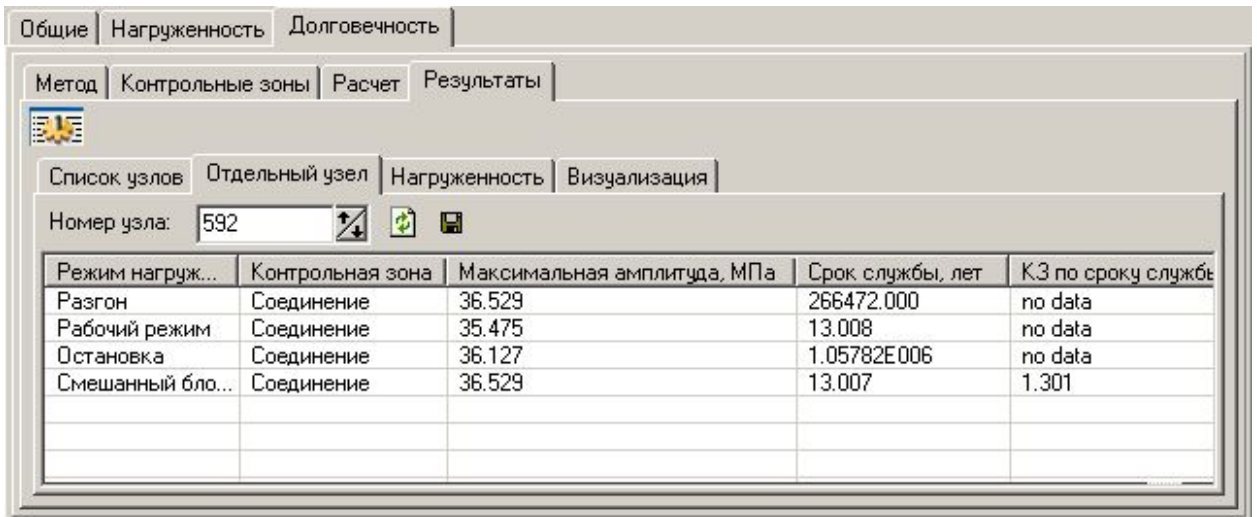 Общие Нагруженность Долговечность
Метод Контрольные зоны Расчет Результаты
Список узлов Отдельный узел Нагруженность Визуализация
Номер узла: 592
Режим нагруж... Контрольная зона Максимальная амплитуда, МПа Срок службы, лет К.З по сроку службы
Разгон Соединение 36.529 266472.000 no data
Рабочий режим Соединение 35.475 13.008 no data
Остановка Соединение 36.127 1.05782E006 no data
Смешанный бло... Соединение 36.529 13.007 1.301